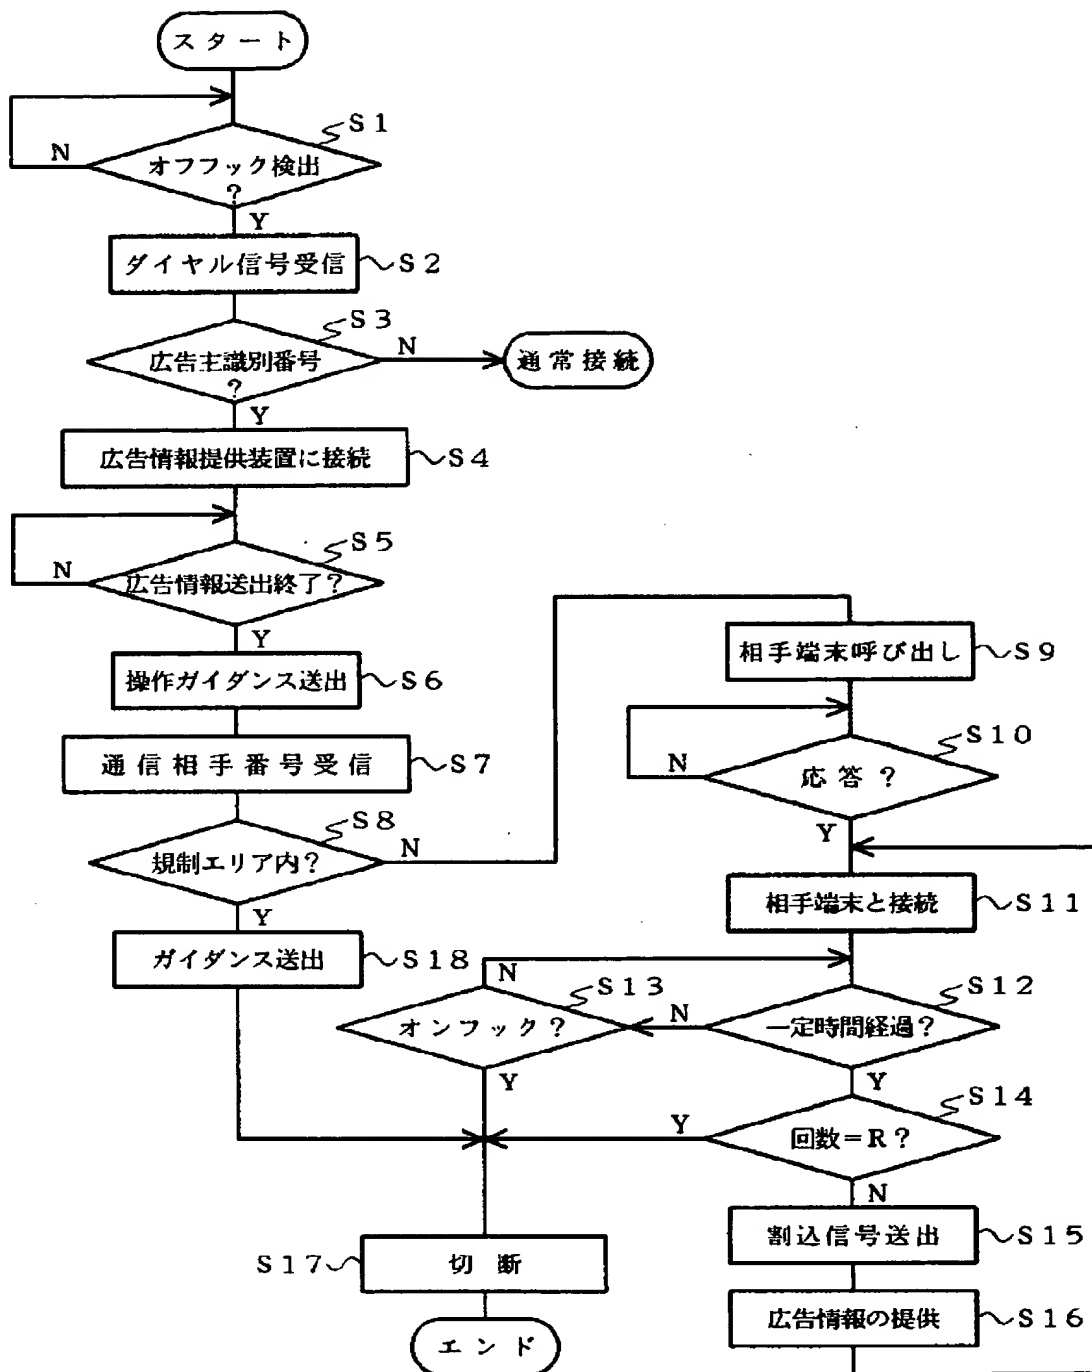 スタート
S1
N
オフフック検出
?
Y
ダイヤル信号受信
S2
S3
広告主識別番号
?
N
通常接続
Y
広告情報提供装置に接続
S4
S5
N
広告情報送出終了?
Y
操作ガイダンス送出
S6
通信相手番号受信
S7
S8
規制エリア内?
N
Y
ガイダンス送出
S18
相手端末呼び出し
S9
S10
N
応答?
Y
相手端末と接続
S11
S12
一定時間経過?
N
Y
S13
オンフック?
N
Y
S14
回数=R?
Y
N
割込信号送出
S15
広告情報の提供
S16
S17
切断
エンド